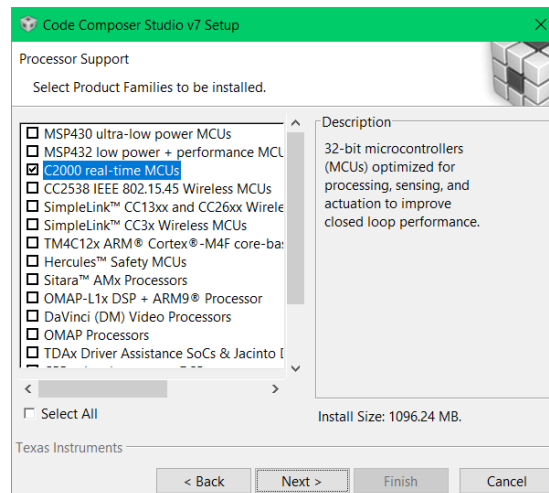 Code Composer Studio v7 Setup
Processor Support
Select Product Families to be installed.
MSP430 ultra-low power MCUs
MSP432 low power + performance MCU
C2000 real-time MCUs
CC2538 IEEE 802.15.45 Wireless MCUs
SimpleLink™ CC13xx and CC26xx Wirele
SimpleLink™ CC3x Wireless MCUs
TM4C12x ARM® Cortex®-M4F core-ba
Hercules™ Safety MCUs
Sitara™ AMx Processors
OMAP-L1x DSP + ARM9® Processor
DaVinci (DM) Video Processors
OMAP Processors
TDAx Driver Assistance SoCs & Jacinto
Select All
Description
32-bit microcontrollers
(MCUs) optimized for
processing, sensing, and
actuation to improve
closed loop performance.
Install Size: 1096.24 MB.
Texas Instruments
< Back
Next >
Finish
Cancel